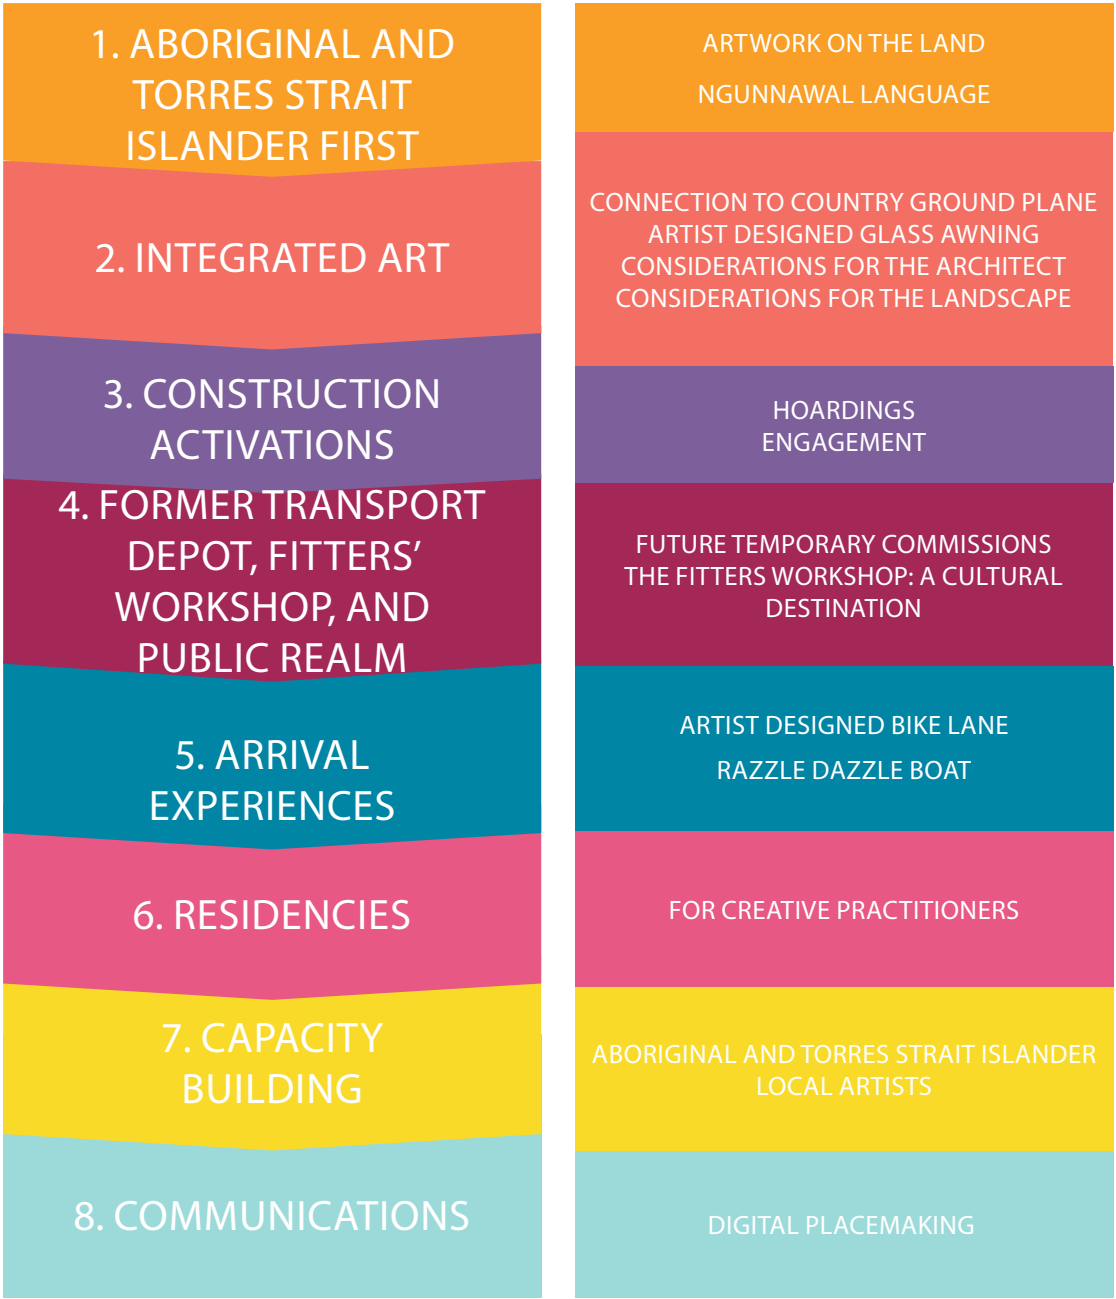 1. ABORIGINAL AND
TORRES STRAIT
ISLANDER FIRST
ARTWORK ON THE LAND
NGUNNAWAL LANGUAGE
2. INTEGRATED ART
CONNECTION TO COUNTRY GROUND PLANE
ARTIST DESIGNED GLASS AWNING
CONSIDERATIONS FOR THE ARCHITECT
CONSIDERATIONS FOR THE LANDSCAPE
3. CONSTRUCTION
ACTIVATIONS
HOARDINGS
ENGAGEMENT
4. FORMER TRANSPORT
DEPOT, FITTERS’
WORKSHOP, AND
PUBLIC REALM
FUTURE TEMPORARY COMMISSIONS
THE FITTERS WORKSHOP: A CULTURAL
DESTINATION
5. ARRIVAL
EXPERIENCES
ARTIST DESIGNED BIKE LANE
RAZZLE DAZZLE BOAT
6. RESIDENCIES
FOR CREATIVE PRACTITIONERS
7. CAPACITY
BUILDING
ABORIGINAL AND TORRES STRAIT ISLANDER
LOCAL ARTISTS
8. COMMUNICATIONS
DIGITAL PLACEMAKING